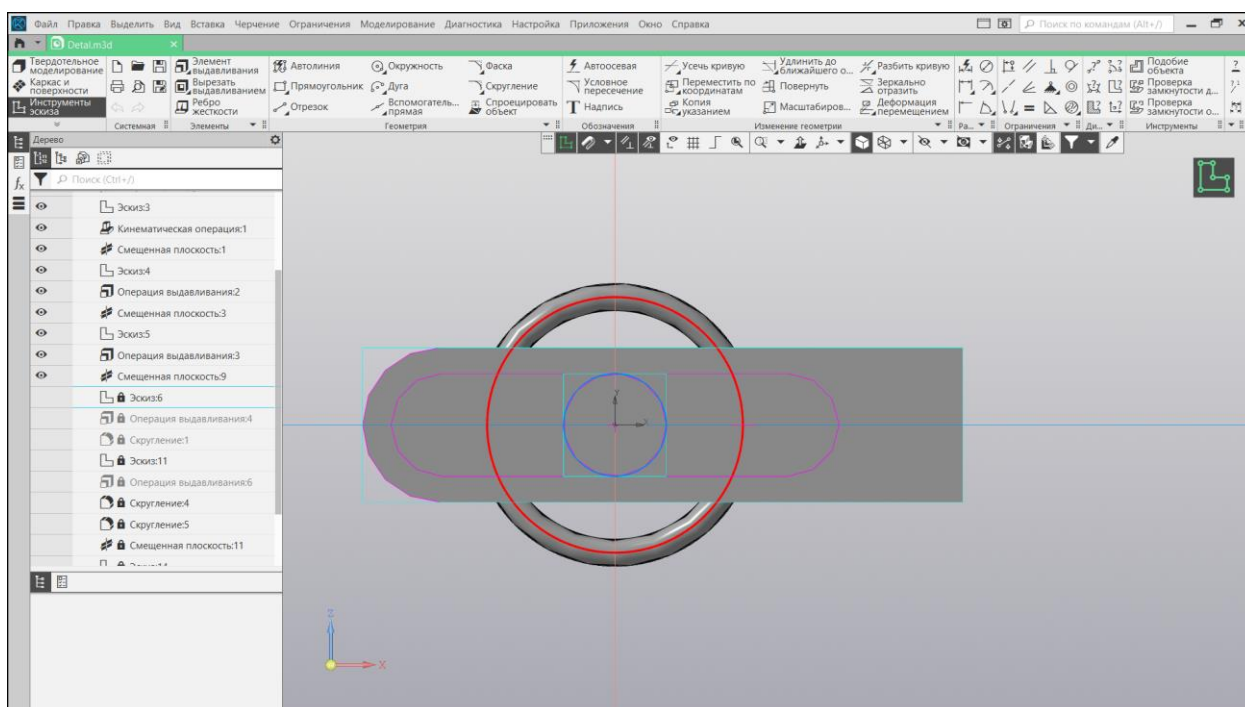 Файл Правка Выделить Вид Вставка Черчение Ограничения Моделирование Диагностика Настройка Приложения Окно Справка
Поиск по командам (Alt+/)
Detal.m3d
Твердотельное моделирование
Каркас и поверхности
Инструменты эскиза
Системная
Элемент выдавливания
Вырезать выдавливанием
Ребро жесткости
Элементы
Автолиния
Прямоугольник
Отрезок
Окружность
Дуга
Вспомогатель... прямая
Фаска
Скругление
Спроецировать объект
Геометрия
Автоосевая
Условное пересечение
Надпись
Обозначения
Усечь кривую
Переместить по координатам
Копия указанием
Удлинить до ближайшего о...
Повернуть
Масштабиров...
Разбить кривую
Зеркально отразить
Деформация перемещением
Изменение геометрии
Ра...
Ограничения
Ди...
Подобие объекта
Проверка замкнутости д...
Проверка замкнутости о...
Инструменты
Дерево
Поиск (Ctrl+/)
Эскиз:3
Кинематическая операция:1
Смещенная плоскость:1
Эскиз:4
Операция выдавливания:2
Смещенная плоскость:3
Эскиз:5
Операция выдавливания:3
Смещенная плоскость:9
Эскиз:6
Операция выдавливания:4
Скругление:1
Эскиз:11
Операция выдавливания:6
Скругление:4
Скругление:5
Смещенная плоскость:11
Y
X
Z
X